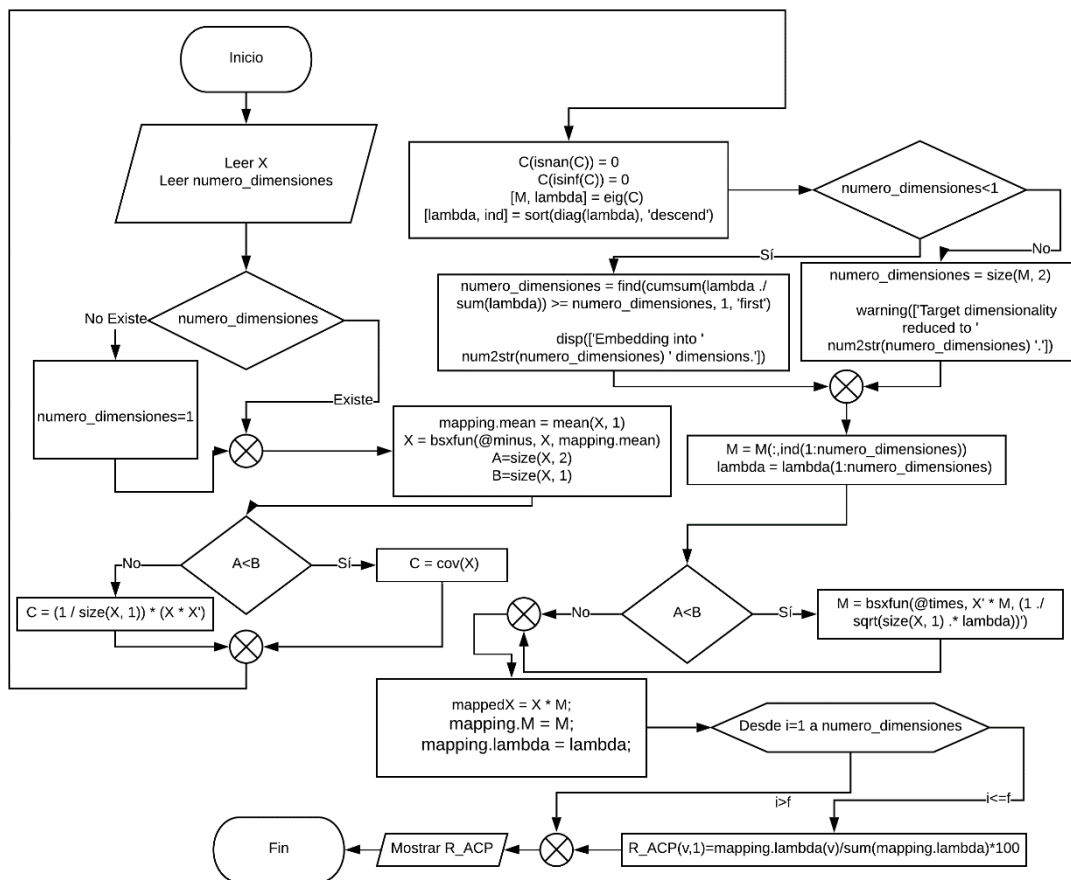 Inicio
Leer X
Leer numero_dimensiones
numero_dimensiones
No Existe
Existe
numero_dimensiones=1
mapping.mean = mean(X, 1)
X = bsxfun(@minus, X, mapping.mean)
A=size(X, 2)
B=size(X, 1)
A<B
No
Sí
C = cov(X)
C = (1 / size(X, 1)) * (X * X')
C(isnan(C)) = 0
C(isinf(C)) = 0
[M, lambda] = eig(C)
[lambda, ind] = sort(diag(lambda), 'descend')
numero_dimensiones<1
Sí
No
numero_dimensiones = find(cumsum(lambda ./
sum(lambda)) >= numero_dimensiones, 1, 'first')
disp(['Embedding into '
num2str(numero_dimensiones) ' dimensions.'])
numero_dimensiones = size(M, 2)
warning(['Target dimensionality
reduced to '
num2str(numero_dimensiones) '.'])
M = M(:,ind(1:numero_dimensiones))
lambda = lambda(1:numero_dimensiones)
A<B
No
Sí
M = bsxfun(@times, X' * M, (1 ./
sqrt(size(X, 1) .* lambda))')
mappedX = X * M;
mapping.M = M;
mapping.lambda = lambda;
Desde i=1 a numero_dimensiones
i>f
i<=f
R_ACP(v,1)=mapping.lambda(v)/sum(mapping.lambda)*100
Mostrar R_ACP
Fin